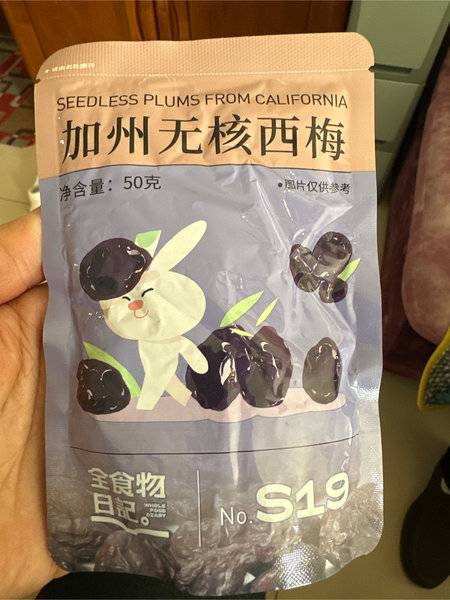 SEEDLESS PLUMS FROM CALIFORNIA
加州无核西梅
净含量：50克
•图片仅供参考
全食物
日記。
WHOLE
FOOD
DIARY
No. S19